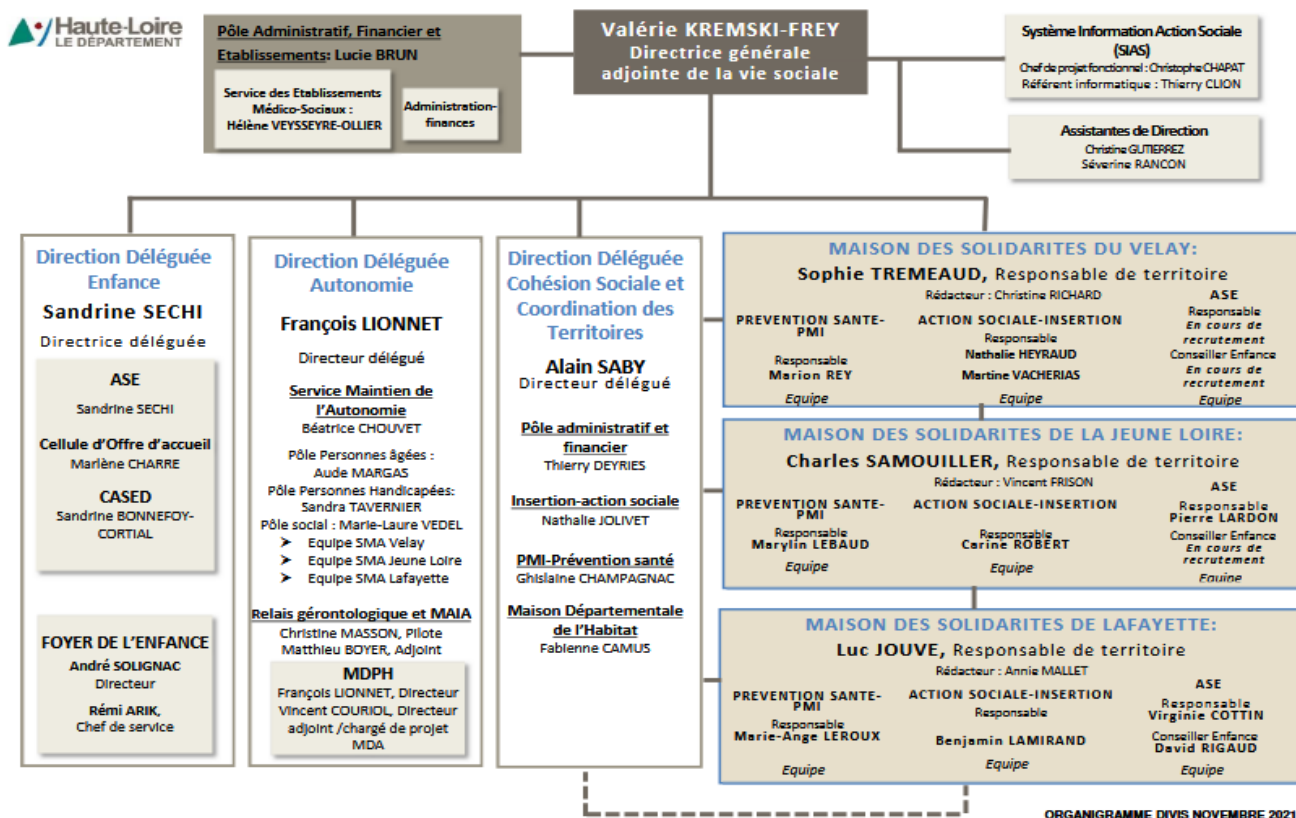 Haute-Loire
LE DÉPARTEMENT
Pôle Administratif, Financier et
Etablissements: Lucie BRUN
Service des Etablissements
Médico-Sociaux :
Hélène VEYSSEYRE-OLLIER
Administration-
finances
Valérie KREMSKI-FREY
Directrice générale
adjointe de la vie sociale
Système Information Action Sociale
(SIAS)
Chef de projet fonctionnel : Christophe CHAPAT
Référent informatique : Thierry CLION
Assistantes de Direction
Christine GUTIERREZ
Séverine RANCON
Direction Déléguée
Enfance
Sandrine SECHI
Directrice déléguée
ASE
Sandrine SECHI
Cellule d'Offre d'accueil
Marlène CHARRE
CASED
Sandrine BONNEFOY-
CORTIAL
FOYER DE L'ENFANCE
André SOLIGNAC
Directeur
Rémi ARIK,
Chef de service
Direction Déléguée
Autonomie
François LIONNET
Directeur délégué
Service Maintien de
l'Autonomie
Béatrice CHOUVET
Pôle Personnes âgées :
Aude MARGAS
Pôle Personnes Handicapées:
Sandra TAVERNIER
Pôle social : Marie-Laure VEDEL
➤ Equipe SMA Velay
➤ Equipe SMA Jeune Loire
➤ Equipe SMA Lafayette
Relais gérontologique et MAIA
Christine MASSON, Pilote
Matthieu BOYER, Adjoint
MDPH
François LIONNET, Directeur
Vincent COURIOL, Directeur
adjoint /chargé de projet
MDA
Direction Déléguée
Cohésion Sociale et
Coordination des
Territoires
Alain SABY
Directeur délégué
Pôle administratif et
financier
Thierry DEYRIES
Insertion-action sociale
Nathalie JOLIVET
PMI-Prévention santé
Ghislaine CHAMPAGNAC
Maison Départementale
de l'Habitat
Fabienne CAMUS
MAISON DES SOLIDARITES DU VELAY:
Sophie TREMEAUD, Responsable de territoire
Rédacteur : Christine RICHARD
PREVENTION SANTE-
PMI
Responsable
Marion REY
Equipe
ACTION SOCIALE-INSERTION
Responsable
Nathalie HEYRAUD
Martine VACHERIAS
Equipe
ASE
Responsable
En cours de
recrutement
Conseiller Enfance
En cours de
recrutement
Equipe
MAISON DES SOLIDARITES DE LA JEUNE LOIRE:
Charles SAMOUILLER, Responsable de territoire
Rédacteur : Vincent FRISON
PREVENTION SANTE-
PMI
Responsable
Marylin LEBAUD
Equipe
ACTION SOCIALE-INSERTION
Responsable
Carine ROBERT
Equipe
ASE
Responsable
Pierre LARDON
Conseiller Enfance
En cours de
recrutement
Equipe
MAISON DES SOLIDARITES DE LAFAYETTE:
Luc JOUVE, Responsable de territoire
Rédacteur : Annie MALLET
PREVENTION SANTE-
PMI
Responsable
Marie-Ange LEROUX
Equipe
ACTION SOCIALE-INSERTION
Responsable
Benjamin LAMIRAND
Equipe
ASE
Responsable
Virginie COTTIN
Conseiller Enfance
David RIGAUD
Equipe
ORGANIGRAMME DIVIS NOVEMBRE 2021